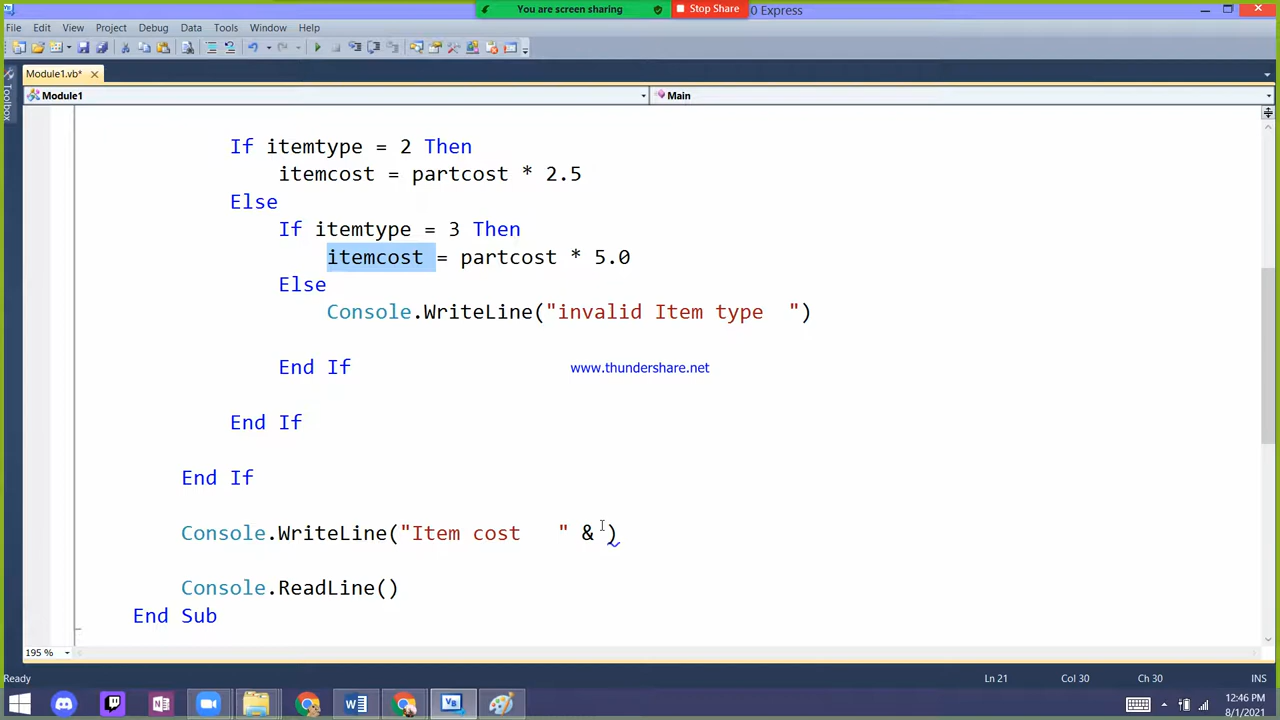 You are screen sharing
Stop Share
0 Express
File Edit View Project Debug Data Tools Window Help
Module1.vb*
Toolbox
Module1
Main
If itemtype = 2 Then
itemcost = partcost * 2.5
Else
If itemtype = 3 Then
itemcost = partcost * 5.0
Else
Console.WriteLine("invalid Item type  ")
End If
www.thundershare.net
End If
End If
Console.WriteLine("Item cost   " & )
Console.ReadLine()
End Sub
195 %
Ready
Ln 21
Col 30
Ch 30
INS
12:46 PM
8/1/2021